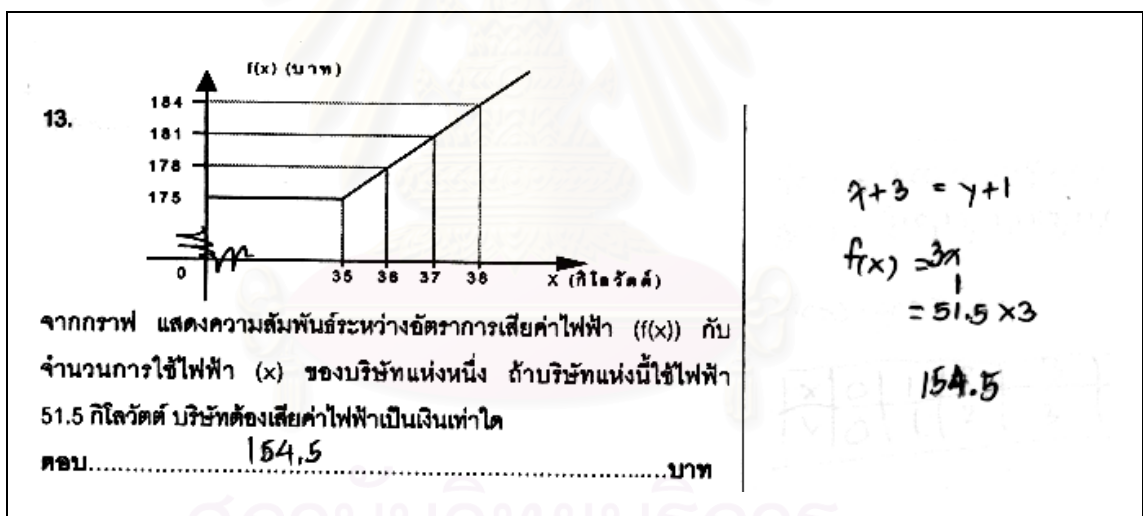 f(x) (บาท)
13.
184
181
178
175
0
35 36 37 38 X (กิโลวัตต์)
จากกราฟ แสดงความสัมพันธ์ระหว่างอัตราการเสียค่าไฟฟ้า (f(x)) กับ
จำนวนการใช้ไฟฟ้า (x) ของบริษัทแห่งหนึ่ง ถ้าบริษัทแห่งนี้ใช้ไฟฟ้า
51.5 กิโลวัตต์ บริษัทต้องเสียค่าไฟฟ้าเป็นเงินเท่าใด
ตอบ..........154.5..........บาท
x+3 = y+1
f(x) = 3x
= 51.5 x3
154.5